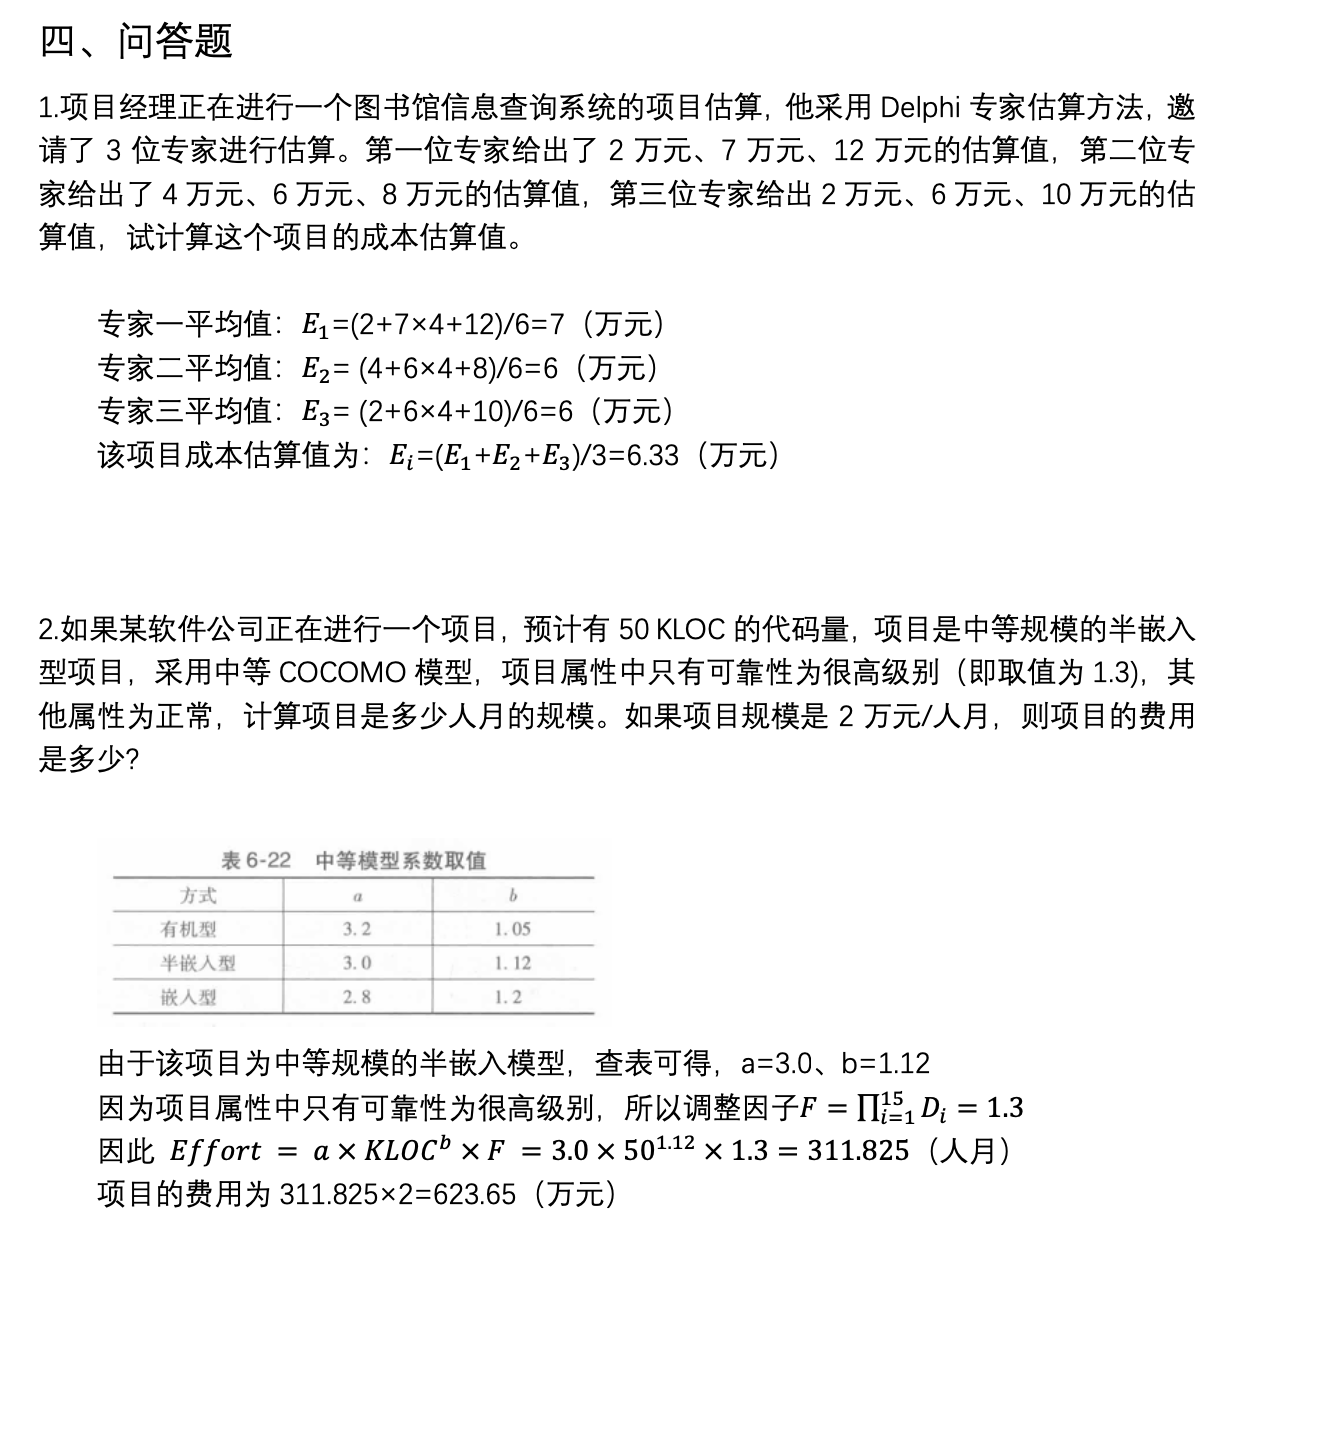 四、问答题
1.项目经理正在进行一个图书馆信息查询系统的项目估算，他采用 Delphi 专家估算方法，邀
请了 3 位专家进行估算。第一位专家给出了 2 万元、7 万元、12 万元的估算值，第二位专
家给出了 4 万元、6 万元、8 万元的估算值，第三位专家给出 2 万元、6 万元、10 万元的估
算值，试计算这个项目的成本估算值。
专家一平均值：E₁=(2+7×4+12)/6=7（万元）
专家二平均值：E₂= (4+6×4+8)/6=6（万元）
专家三平均值：E₃= (2+6×4+10)/6=6（万元）
该项目成本估算值为：Eᵢ=(E₁+E₂+E₃)/3=6.33（万元）
2.如果某软件公司正在进行一个项目，预计有 50 KLOC 的代码量，项目是中等规模的半嵌入
型项目，采用中等 COCOMO 模型，项目属性中只有可靠性为很高级别（即取值为 1.3)，其
他属性为正常，计算项目是多少人月的规模。如果项目规模是 2 万元/人月，则项目的费用
是多少？
表 6-22 中等模型系数取值
方式 a b
有机型 3.2 1.05
半嵌入型 3.0 1.12
嵌入型 2.8 1.2
由于该项目为中等规模的半嵌入模型，查表可得，a=3.0、b=1.12
因为项目属性中只有可靠性为很高级别，所以调整因子F = ∏_{i=1}^{15} Dᵢ = 1.3
因此 Effort = a × KLOC^b × F = 3.0 × 50^{1.12} × 1.3 = 311.825（人月）
项目的费用为 311.825×2=623.65（万元）